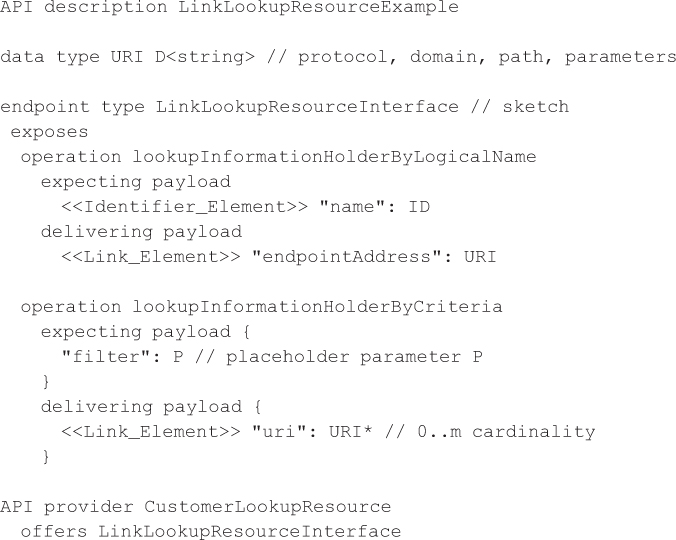 API description LinkLookupResourceExample
data type URI D<string> // protocol, domain, path, parameters
endpoint type LinkLookupResourceInterface // sketch
exposes
operation lookupInformationHolderByLogicalName
expecting payload
<<Identifier_Element>> "name": ID
delivering payload
<<Link_Element>> "endpointAddress": URI
operation lookupInformationHolderByCriteria
expecting payload {
"filter": P // placeholder parameter P
}
delivering payload {
<<Link_Element>> "uri": URI* // 0..m cardinality
}
API provider CustomerLookupResource
offers LinkLookupResourceInterface